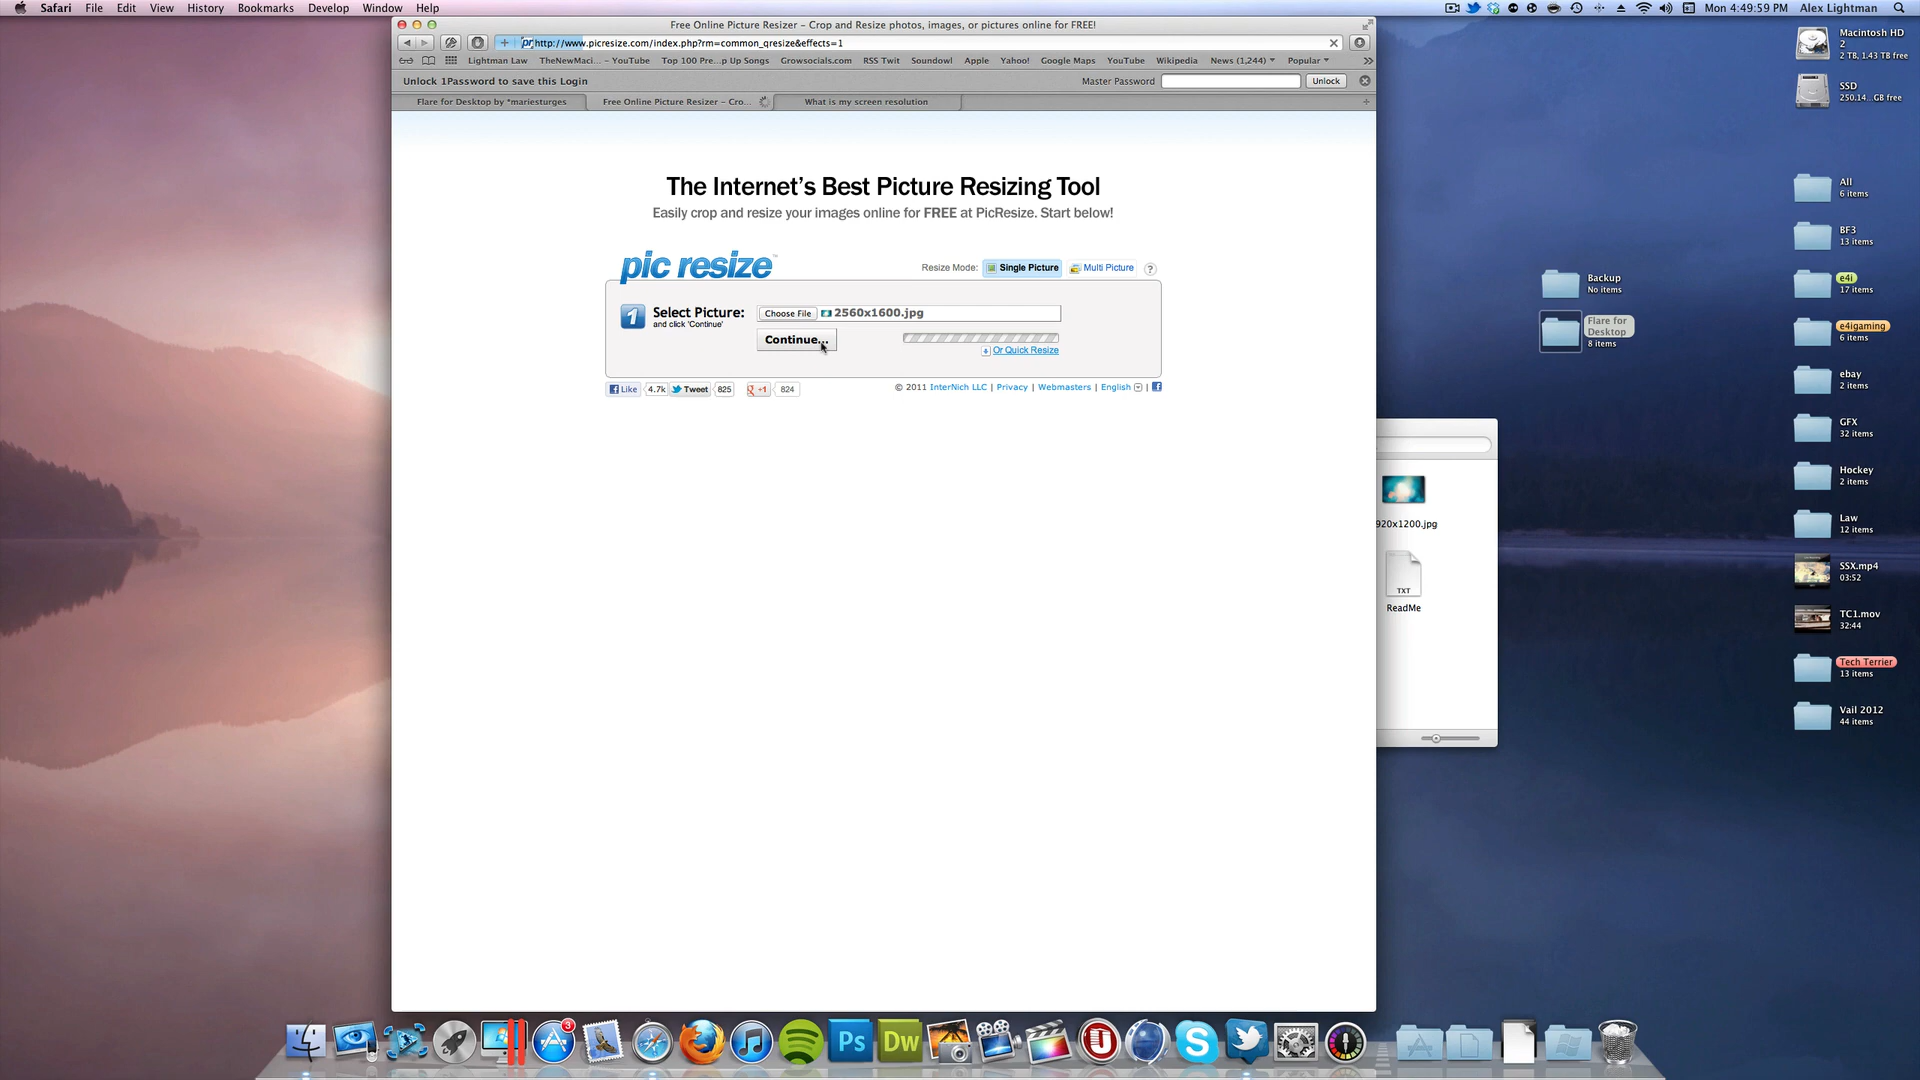 Safari File Edit View History Bookmarks Develop Window Help
Mon 4:49:59 PM Alex Lightman
Free Online Picture Resizer – Crop and Resize photos, images, or pictures online for FREE!
http://www.picresize.com/index.php?rm=common_qresize&effects=1
Lightman Law TheNewMaci... – YouTube Top 100 Pre...p Up Songs Growsocials.com RSS Twit Soundowl Apple Yahoo! Google Maps YouTube Wikipedia News (1,244) Popular
Unlock 1Password to save this Login
Master Password
Unlock
Flare for Desktop by *mariesturges
Free Online Picture Resizer – Cro...
What is my screen resolution
The Internet's Best Picture Resizing Tool
Easily crop and resize your images online for FREE at PicResize. Start below!
pic resize
Resize Mode: Single Picture Multi Picture ?
1 Select Picture:
and click 'Continue'
Choose File 2560x1600.jpg
Continue...
Or Quick Resize
Like 4.7k Tweet 825 +1 824
© 2011 InterNich LLC | Privacy | Webmasters | English |
920x1200.jpg
TXT
ReadMe
Backup
No items
Flare for
Desktop
8 items
Macintosh HD
2
2 TB, 1.43 TB free
SSD
250.14...GB free
All
6 items
BF3
13 items
e4i
17 items
e4igaming
6 items
ebay
2 items
GFX
32 items
Hockey
2 items
Law
12 items
SSX.mp4
03:52
TC1.mov
32:44
Tech Terrier
13 items
Vail 2012
44 items
3
Ps
Dw